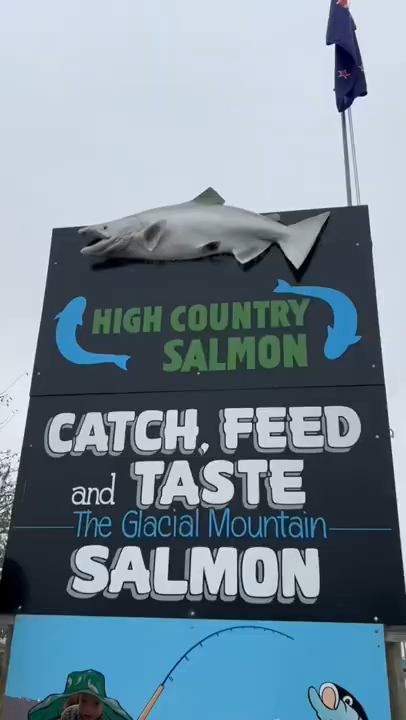 HIGH COUNTRY
SALMON
CATCH, FEED
and TASTE
The Glacial Mountain
SALMON